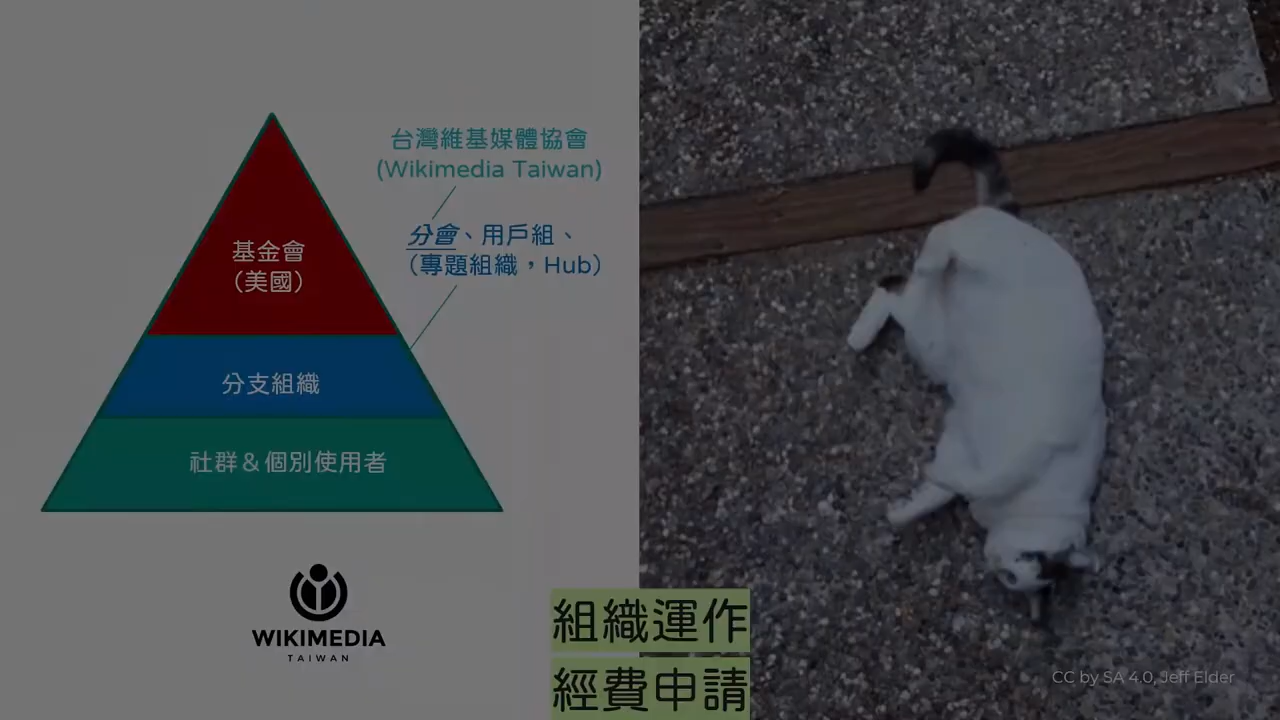 台灣維基媒體協會
(Wikimedia Taiwan)
分會、用戶組、
（專題組織，Hub）
基金會
（美國）
分支組織
社群＆個別使用者
WIKIMEDIA
TAIWAN
組織運作
經費申請
CC by SA 4.0, Jeff Elder